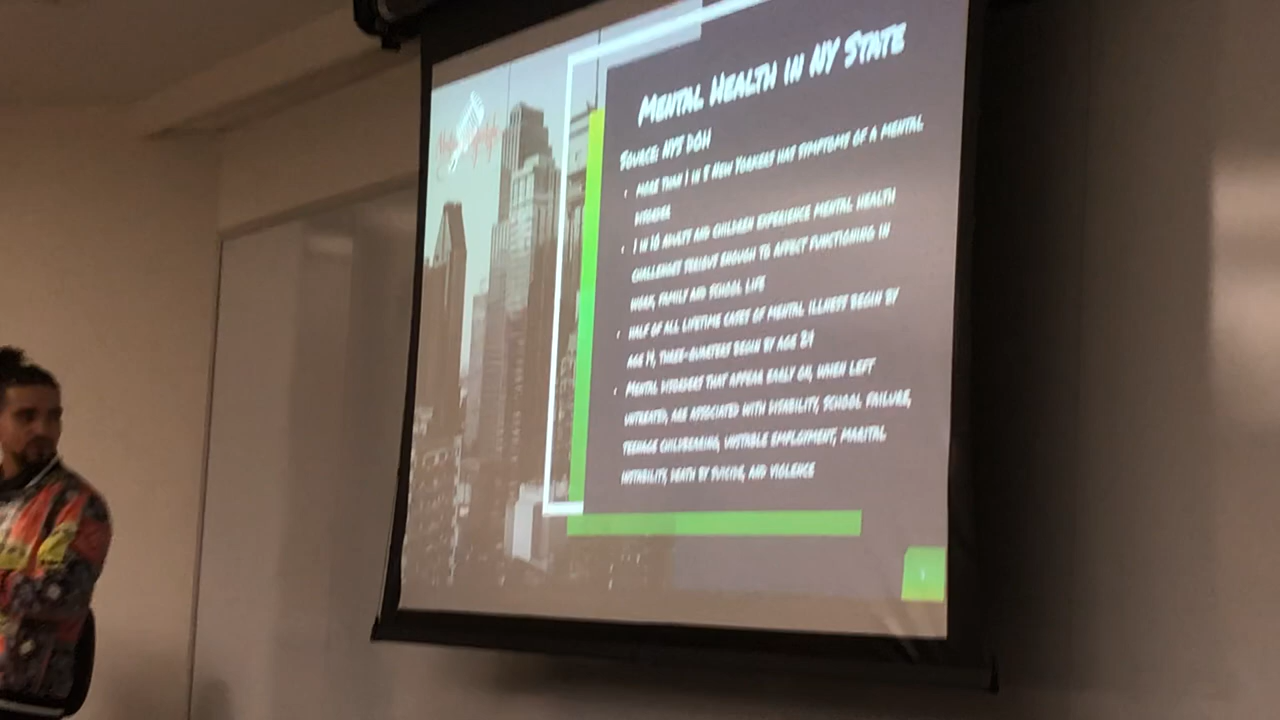 Mental Health in NY State
Source: NYS DOH
• More than 1 in 5 New Yorkers has symptoms of a mental
disorder
• 1 in 10 adults and children experience mental health
challenges serious enough to affect functioning in
work, family and school life
• Half of all lifetime cases of mental illness begin by
age 14, three-quarters begin by age 24
• Mental disorders that appear early on, when left
untreated, are associated with disability, school failure,
teenage childbearing, unstable employment, marital
instability, death by suicide, and violence